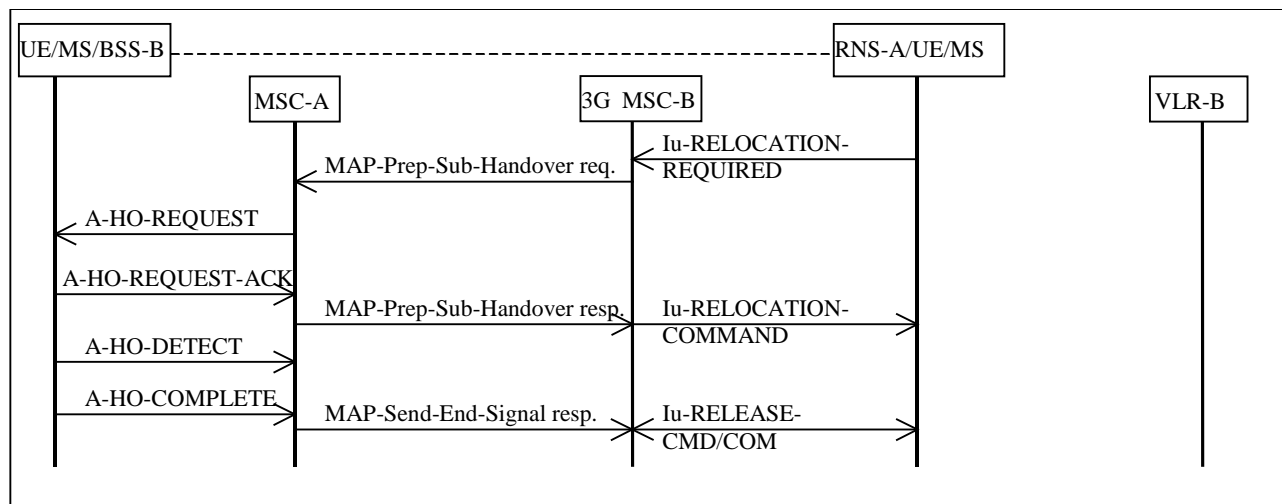 UE/MS/BSS-B
RNS-A/UE/MS
MSC-A
3G MSC-B
VLR-B
Iu-RELOCATION-
REQUIRED
MAP-Prep-Sub-Handover req.
A-HO-REQUEST
A-HO-REQUEST-ACK
MAP-Prep-Sub-Handover resp.
Iu-RELOCATION-
COMMAND
A-HO-DETECT
A-HO-COMPLETE
MAP-Send-End-Signal resp.
Iu-RELEASE-
CMD/COM